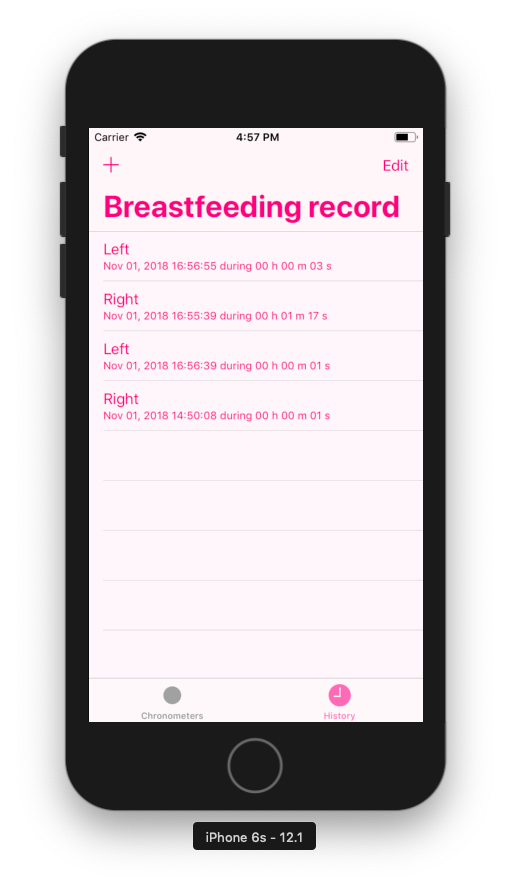 Carrier 4:57 PM
+ Edit
Breastfeeding record
Left
Nov 01, 2018 16:56:55 during 00 h 00 m 03 s
Right
Nov 01, 2018 16:55:39 during 00 h 01 m 17 s
Left
Nov 01, 2018 16:56:39 during 00 h 00 m 01 s
Right
Nov 01, 2018 14:50:08 during 00 h 00 m 01 s
Chronometers History
iPhone 6s - 12.1